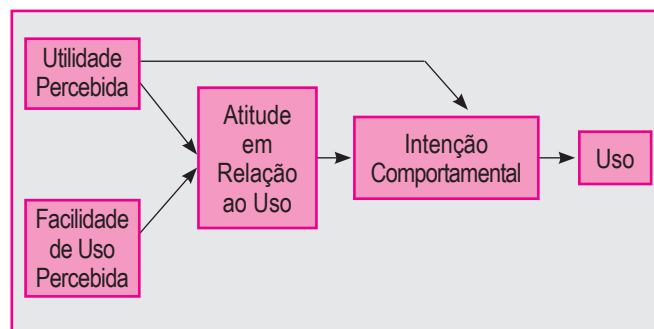 Utilidade
Percebida
Atitude
em
Relação
ao Uso
Intenção
Comportamental
Uso
Facilidade
de Uso
Percebida